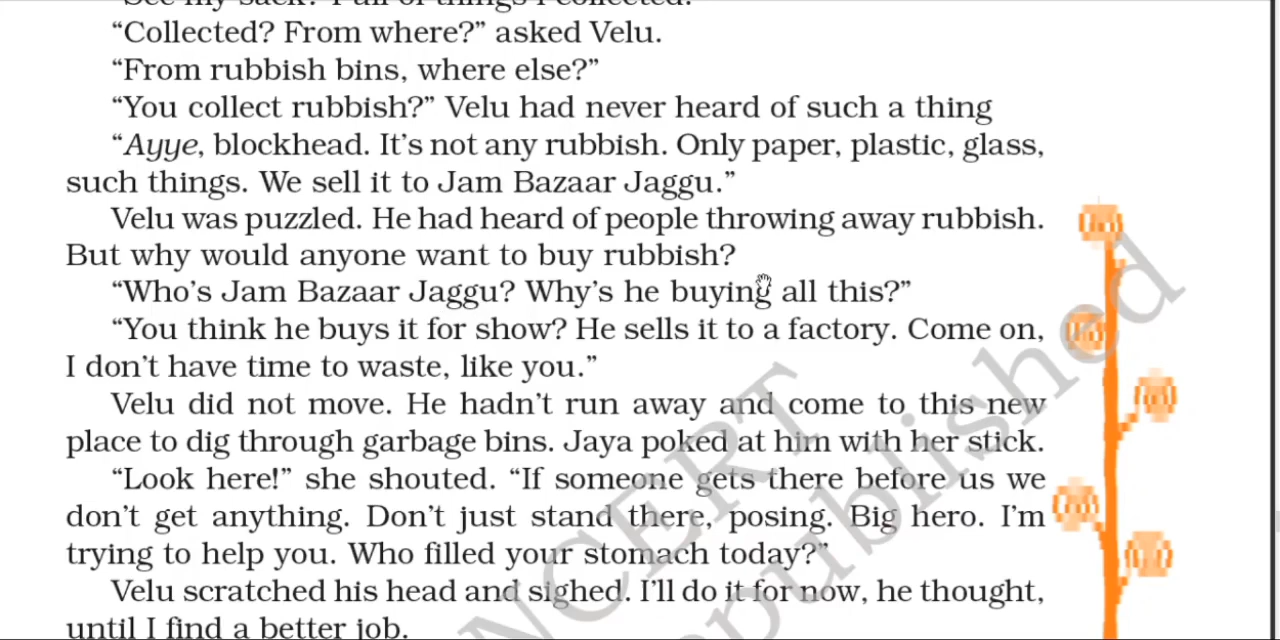 "See my sack? Full of things I collected."
"Collected? From where?" asked Velu.
"From rubbish bins, where else?"
"You collect rubbish?" Velu had never heard of such a thing
"Ayye, blockhead. It's not any rubbish. Only paper, plastic, glass,
such things. We sell it to Jam Bazaar Jaggu."
Velu was puzzled. He had heard of people throwing away rubbish.
But why would anyone want to buy rubbish?
"Who's Jam Bazaar Jaggu? Why's he buying all this?"
"You think he buys it for show? He sells it to a factory. Come on,
I don't have time to waste, like you."
Velu did not move. He hadn't run away and come to this new
place to dig through garbage bins. Jaya poked at him with her stick.
"Look here!" she shouted. "If someone gets there before us we
don't get anything. Don't just stand there, posing. Big hero. I'm
trying to help you. Who filled your stomach today?"
Velu scratched his head and sighed. I'll do it for now, he thought,
until I find a better job.
NCERT
republished